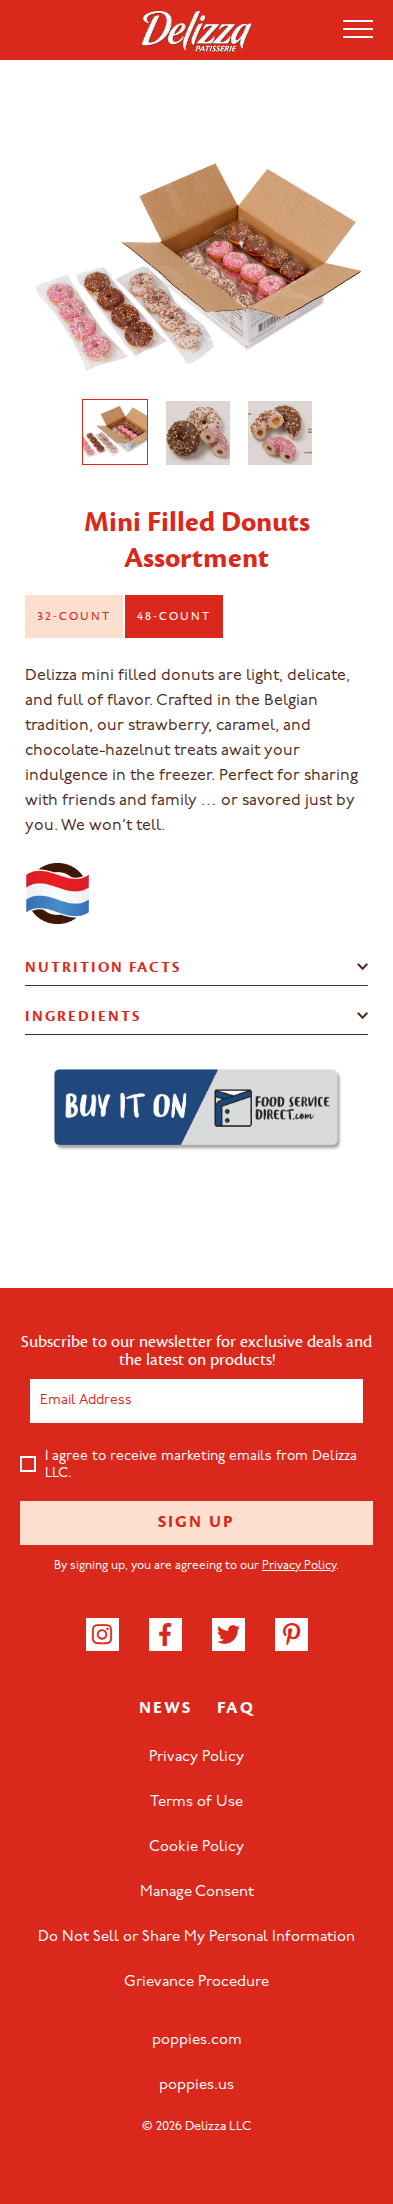 Delizza
PATISSERIE
Mini Filled Donuts
Assortment
32-COUNT 48-COUNT
Delizza mini filled donuts are light, delicate,
and full of flavor. Crafted in the Belgian
tradition, our strawberry, caramel, and
chocolate-hazelnut treats await your
indulgence in the freezer. Perfect for sharing
with friends and family … or savored just by
you. We won’t tell.
NUTRITION FACTS
INGREDIENTS
BUY IT ON FOOD SERVICE
DIRECT.com
Subscribe to our newsletter for exclusive deals and
the latest on products!
Email Address
I agree to receive marketing emails from Delizza
LLC.
SIGN UP
By signing up, you are agreeing to our Privacy Policy.
NEWS FAQ
Privacy Policy
Terms of Use
Cookie Policy
Manage Consent
Do Not Sell or Share My Personal Information
Grievance Procedure
poppies.com
poppies.us
© 2026 Delizza LLC